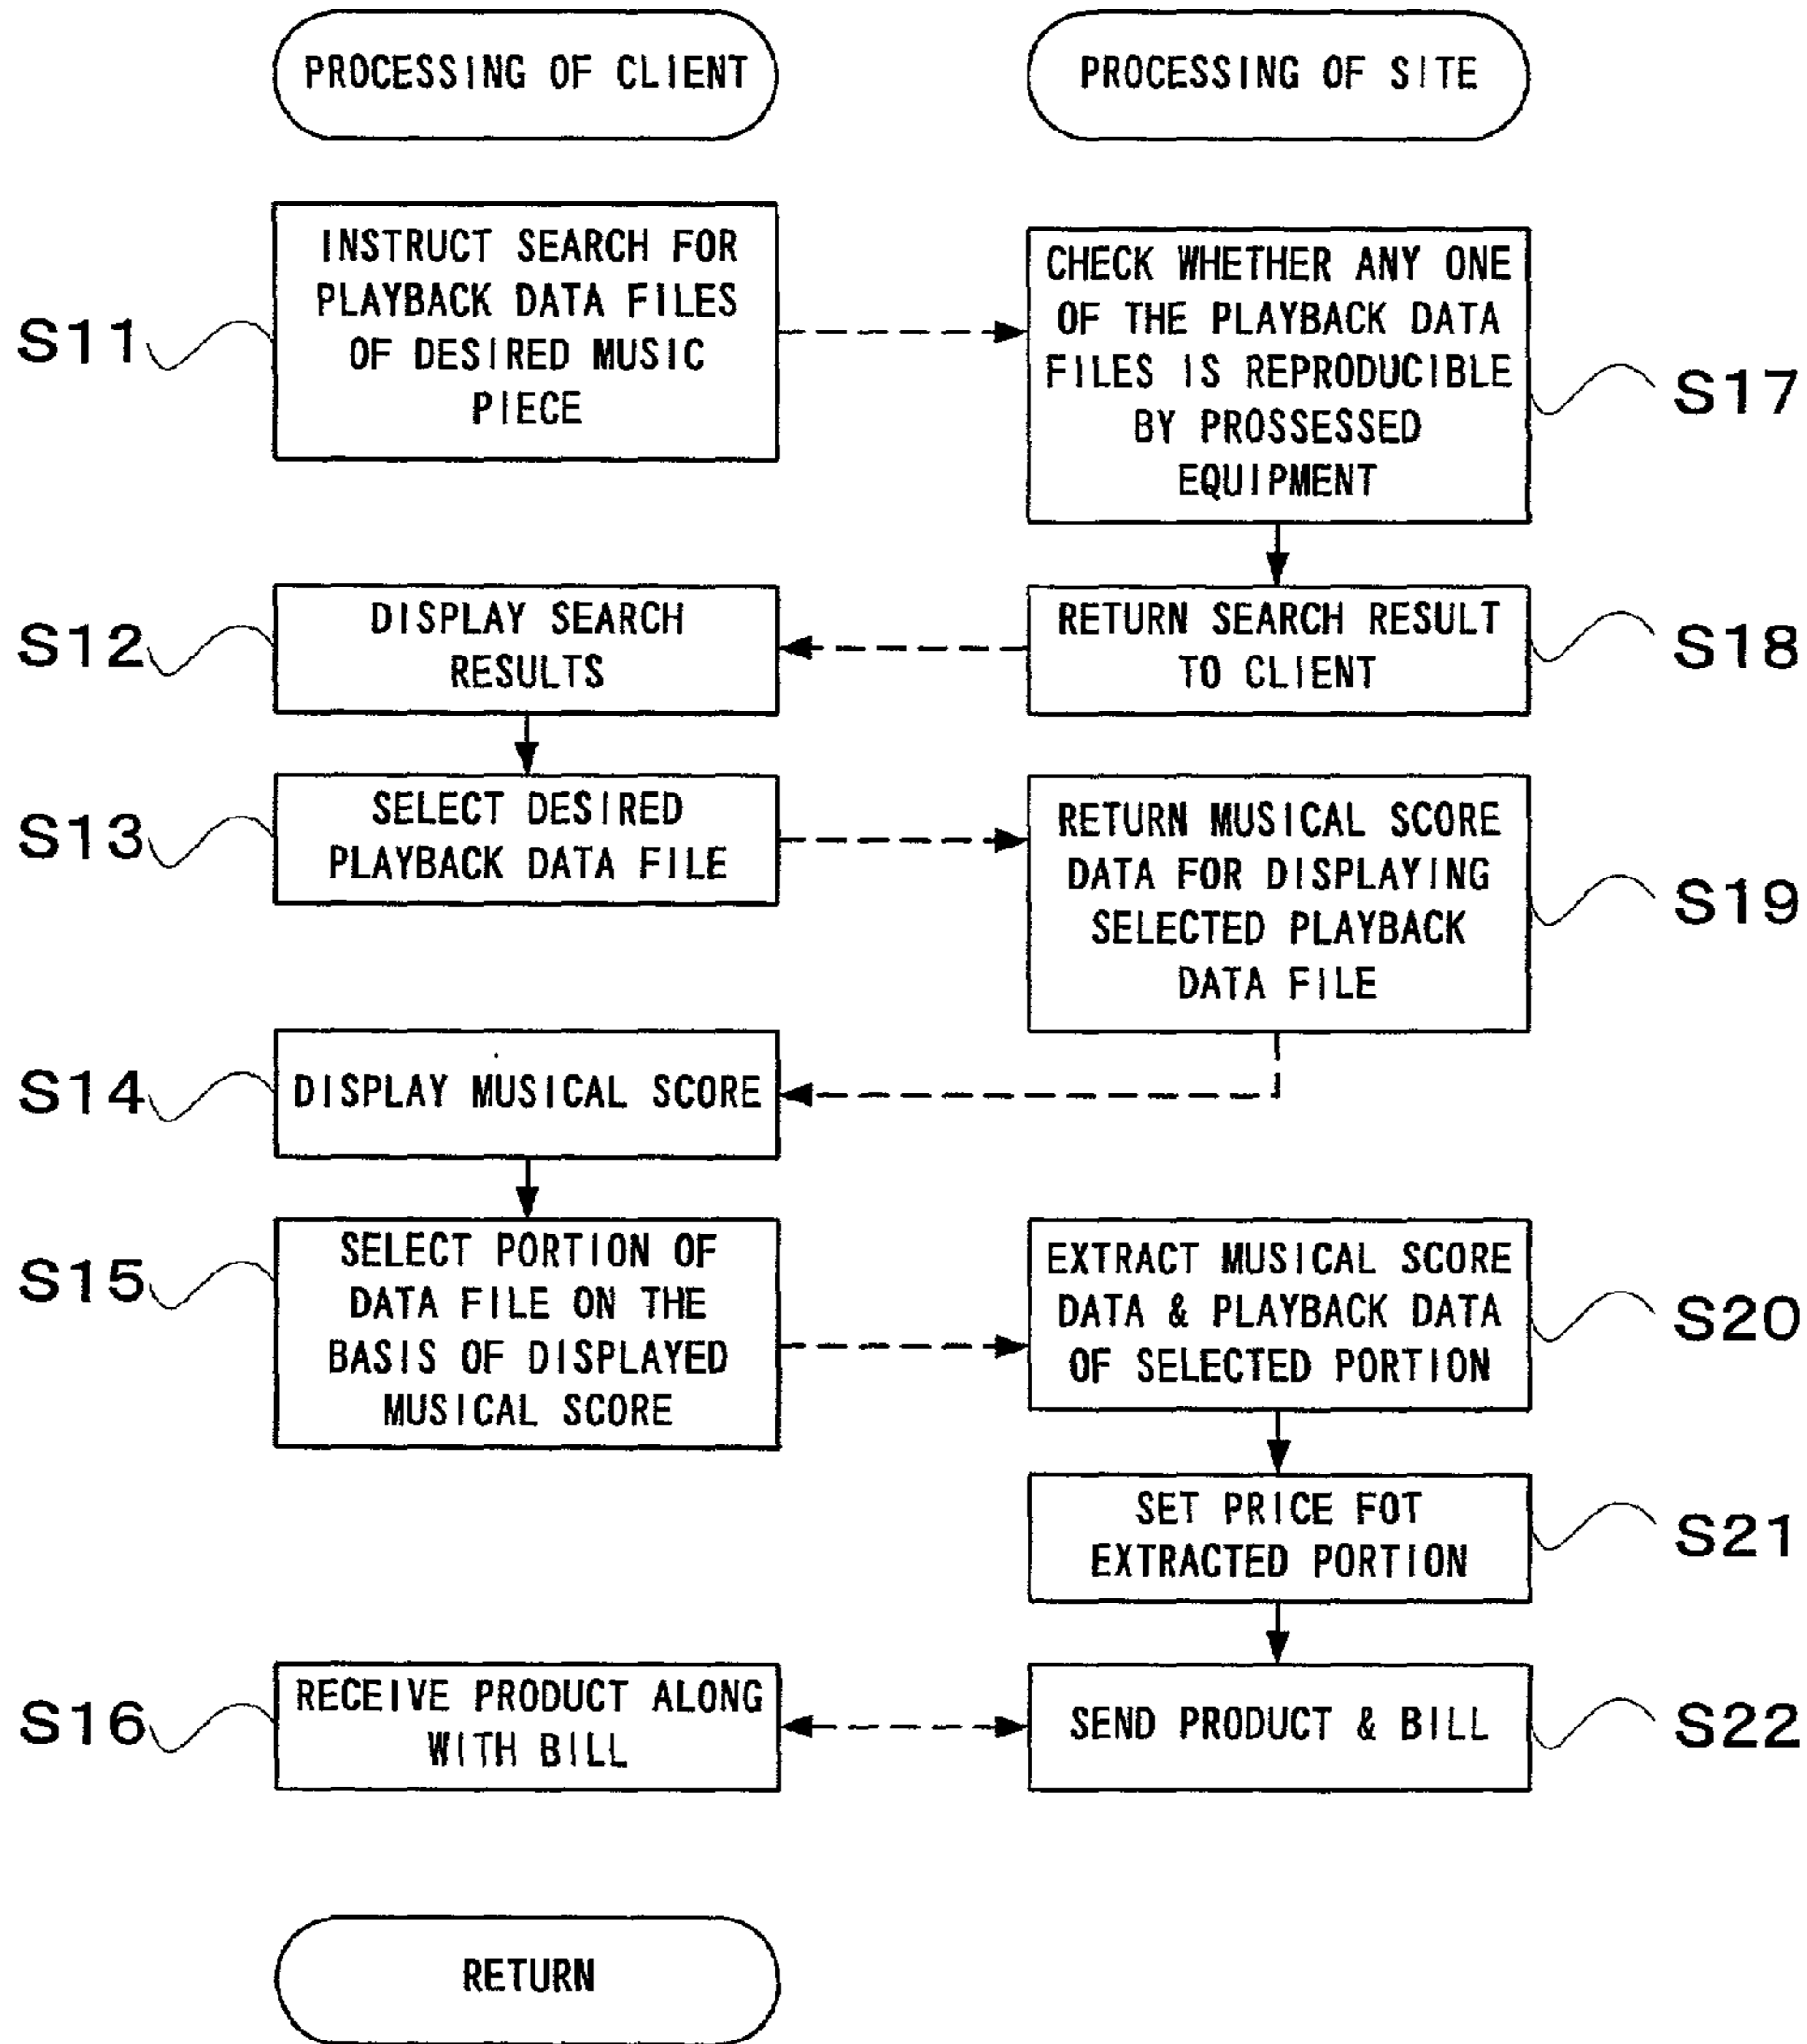 PROCESSING OF CLIENT
PROCESSING OF SITE
S11
INSTRUCT SEARCH FOR
PLAYBACK DATA FILES
OF DESIRED MUSIC
PIECE
CHECK WHETHER ANY ONE
OF THE PLAYBACK DATA
FILES IS REPRODUCIBLE
BY PROSSESSED
EQUIPMENT
S17
S12
DISPLAY SEARCH
RESULTS
RETURN SEARCH RESULT
TO CLIENT
S18
S13
SELECT DESIRED
PLAYBACK DATA FILE
RETURN MUSICAL SCORE
DATA FOR DISPLAYING
SELECTED PLAYBACK
DATA FILE
S19
S14
DISPLAY MUSICAL SCORE
S15
SELECT PORTION OF
DATA FILE ON THE
BASIS OF DISPLAYED
MUSICAL SCORE
EXTRACT MUSICAL SCORE
DATA & PLAYBACK DATA
OF SELECTED PORTION
S20
SET PRICE FOT
EXTRACTED PORTION
S21
S16
RECEIVE PRODUCT ALONG
WITH BILL
SEND PRODUCT & BILL
S22
RETURN